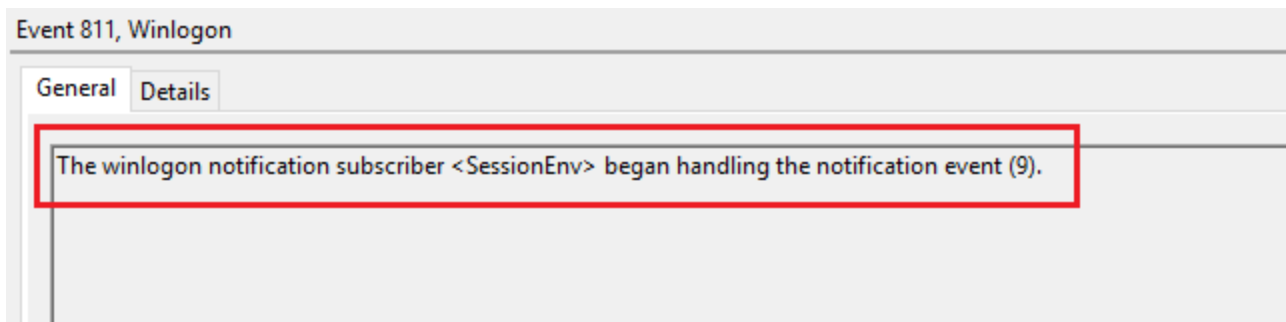 Event 811, Winlogon
General Details
The winlogon notification subscriber <SessionEnv> began handling the notification event (9).